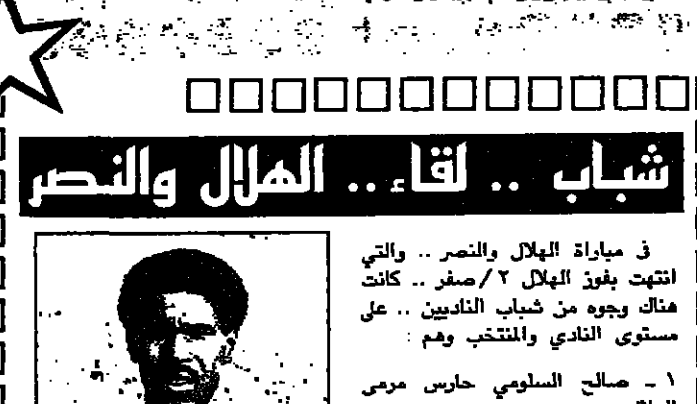 شباب .. لقاء .. الهلال والنصر
فى مباراة الهلال والنصر .. والتي
انتهت بفوز الهلال ٢/صفر .. كانت
هناك وجوه من شباب الناديين .. على
مستوى النادي والمنتخب وهم :
١ ـ صالح السلومي حارس مرمى